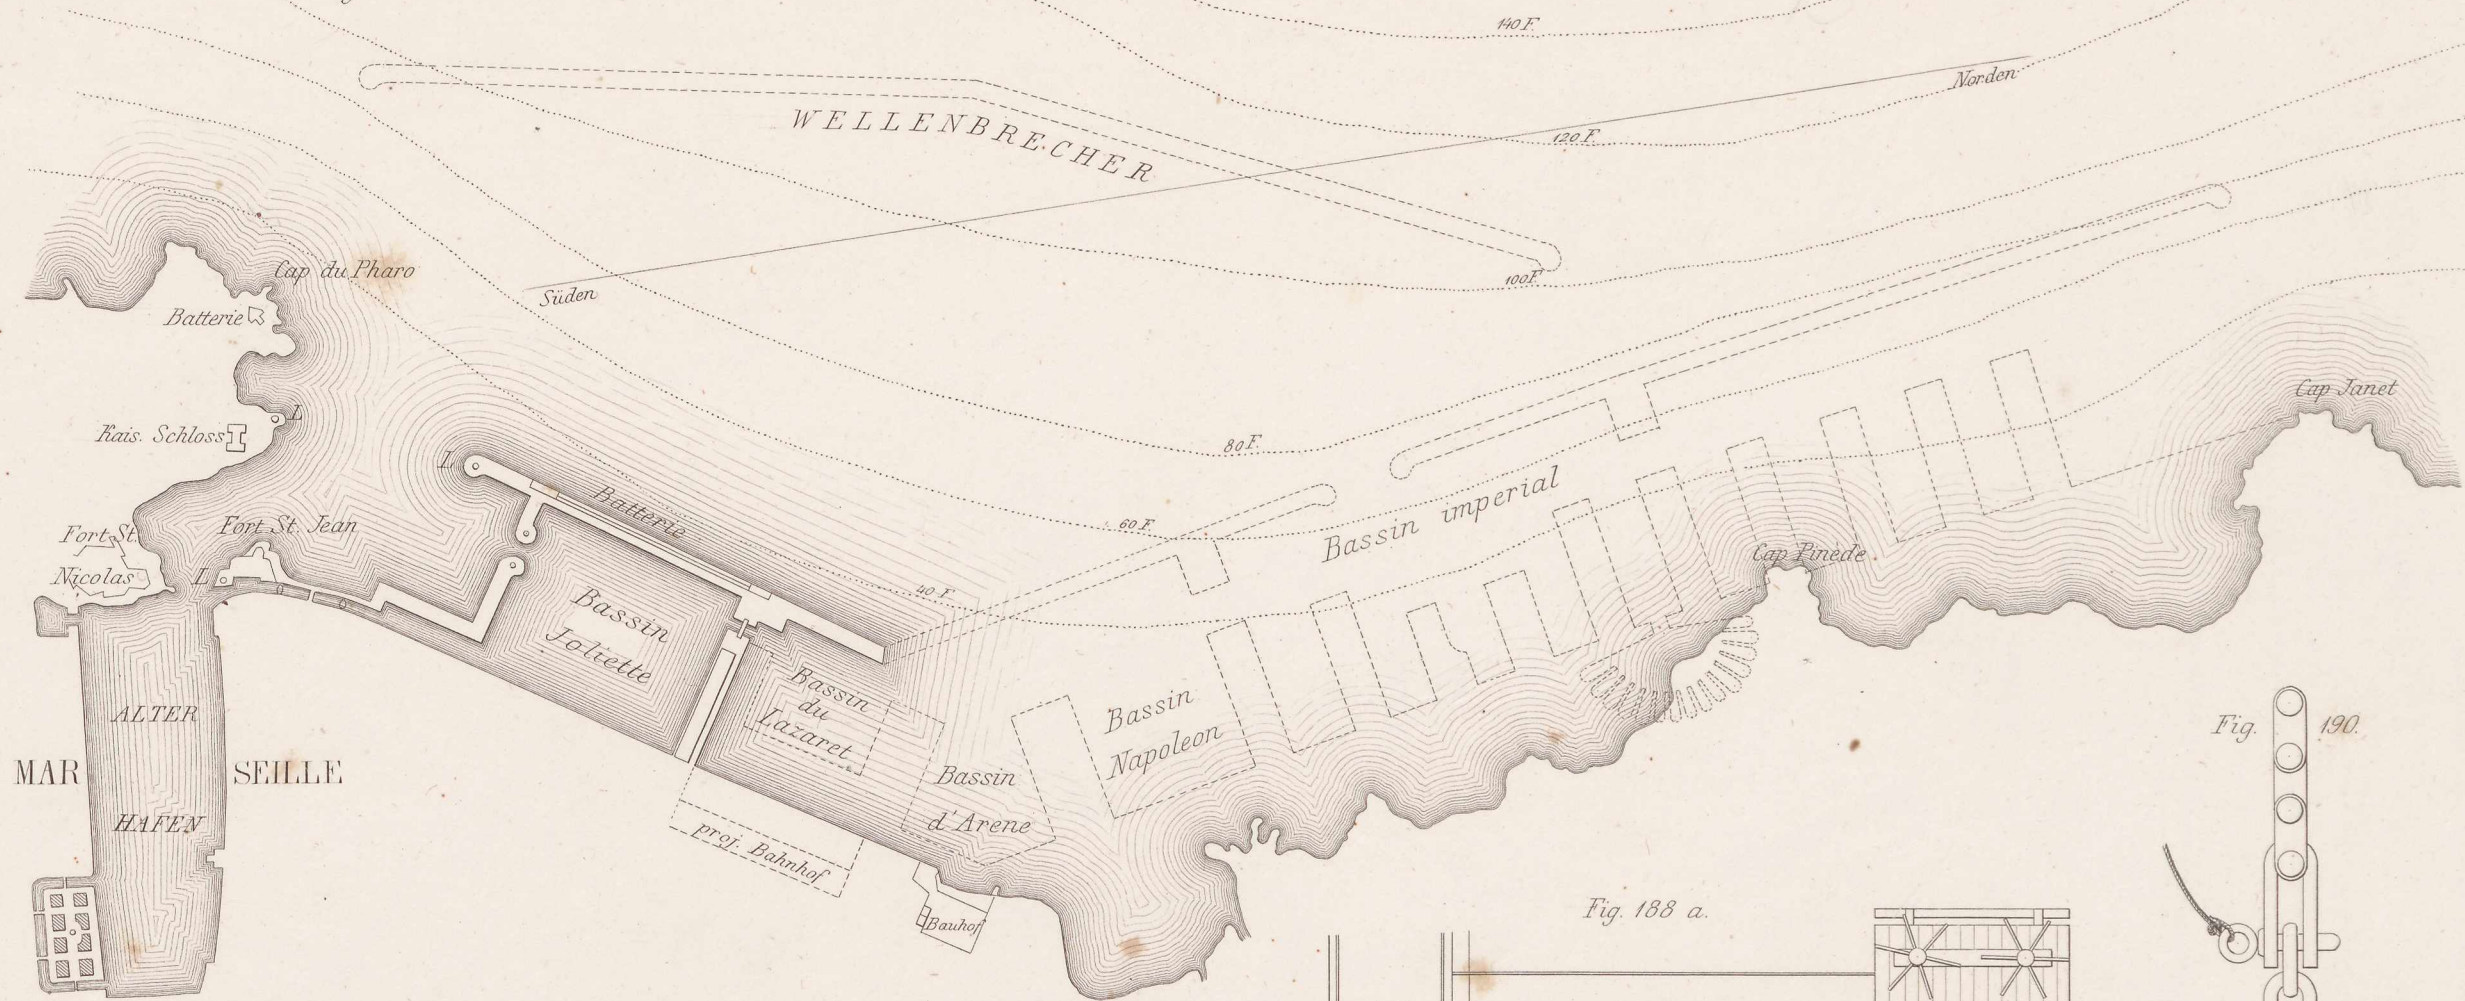 140 F.
Norden
WELLENBRECHER
120 F.
Cap du Pharo
100 F.
Süden
Batterie
Cap Janet
L
Kais. Schloss
80 F.
L
Batterie
Bassin imperial
60 F.
Fort St. Jean
Fort St.
Nicolas
Cap Pinède.
L
40 F.
Bassin
Joliette
Bassin
du
Lazaret
Bassin
Napoleon
ALTER
HAFEN
MAR SEILLE
Fig. 190.
Bassin
d'Arene
proj. Bahnhof
Bauhof
Fig. 188 a.